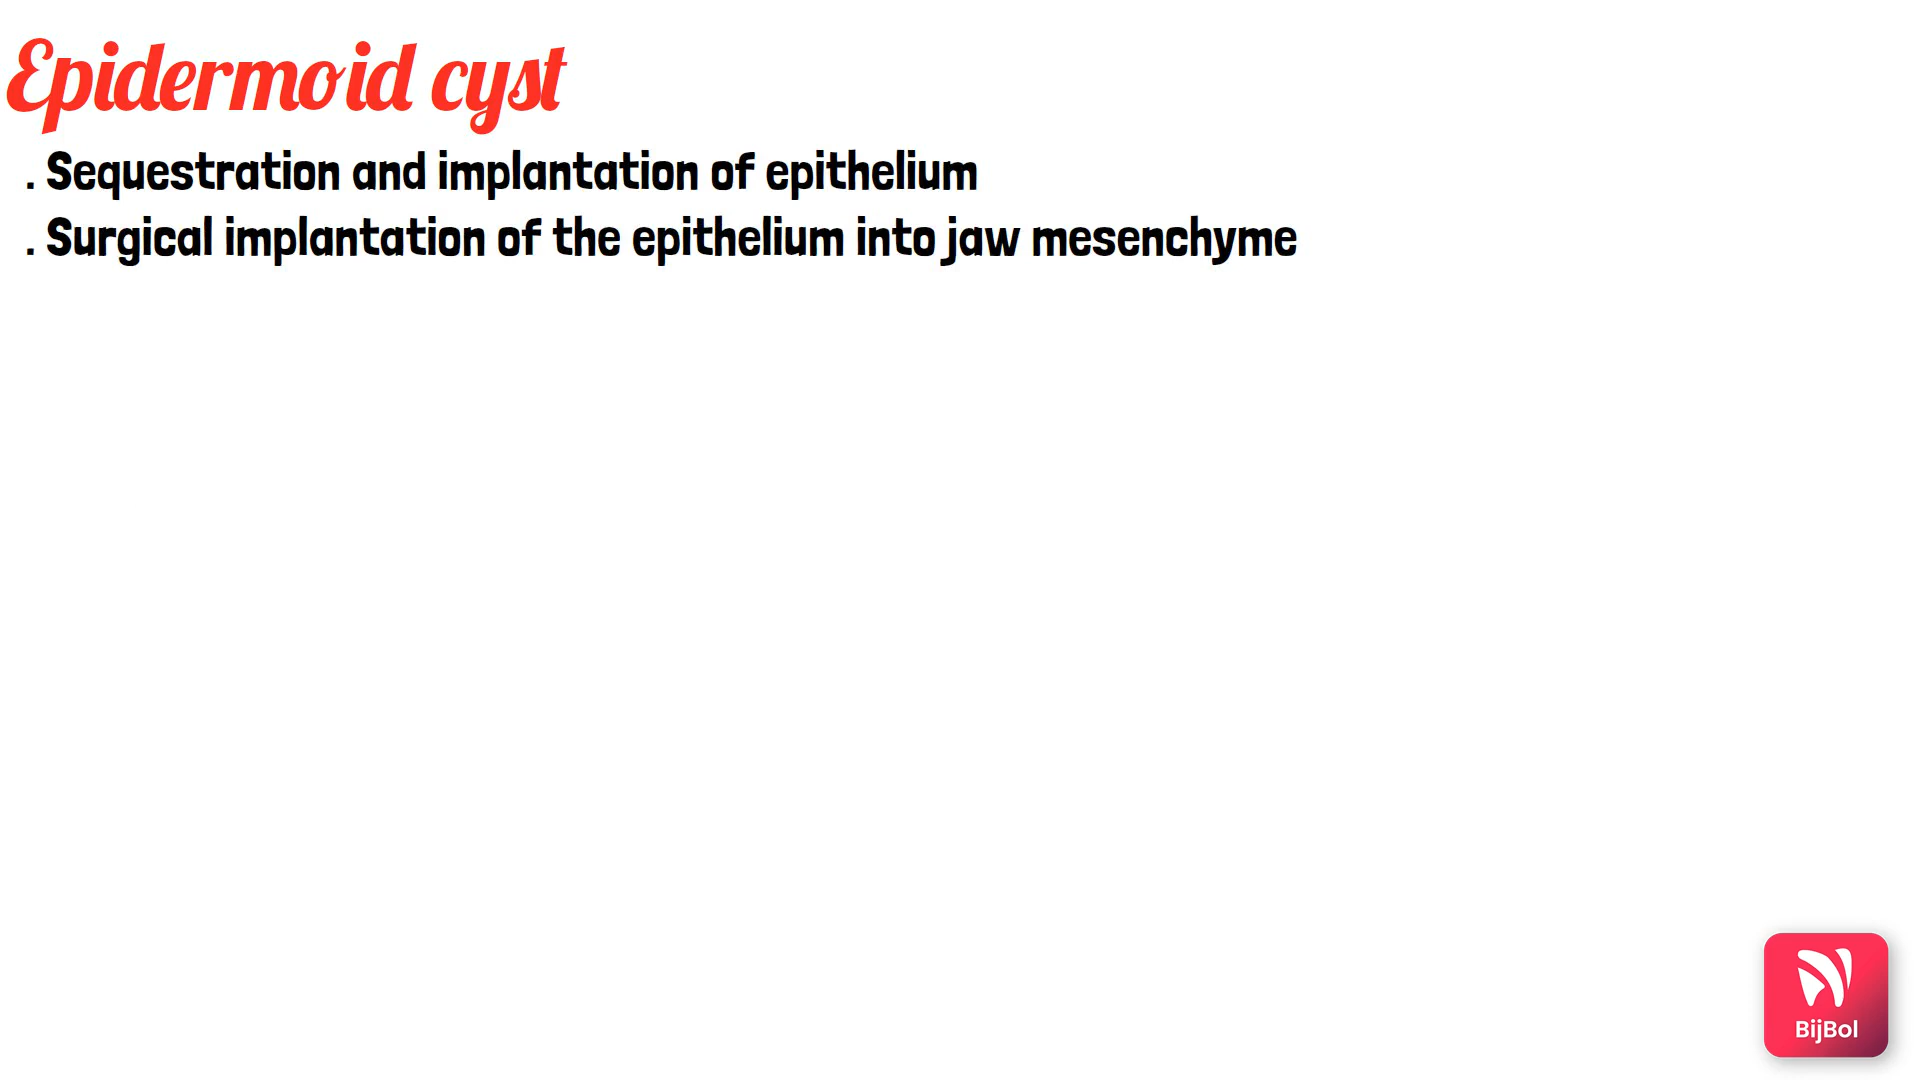 Epidermoid cyst
. Sequestration and implantation of epithelium
. Surgical implantation of the epithelium into jaw mesenchyme
BijBol